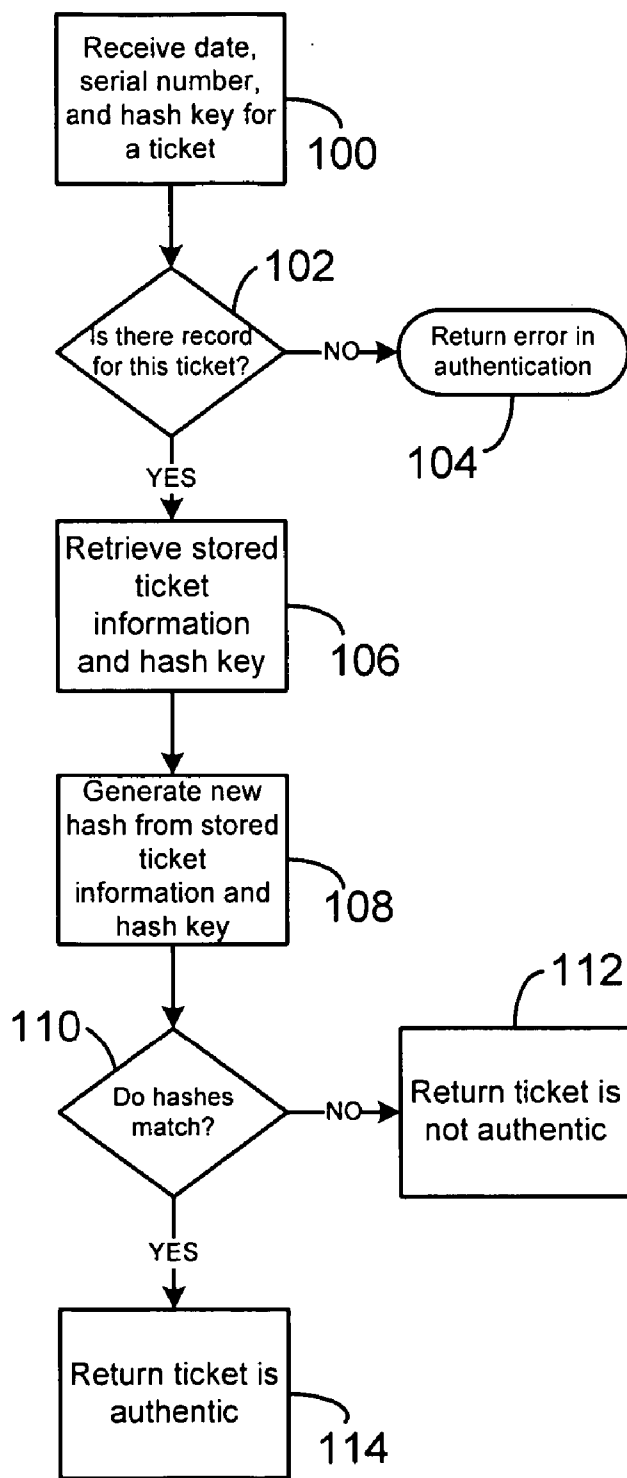 Receive date,
serial number,
and hash key for
a ticket
100
102
Is there record
for this ticket?
NO
Return error in
authentication
104
YES
Retrieve stored
ticket
information
and hash key
106
Generate new
hash from stored
ticket
information and
hash key
108
110
Do hashes
match?
NO
112
Return ticket is
not authentic
YES
Return ticket is
authentic
114